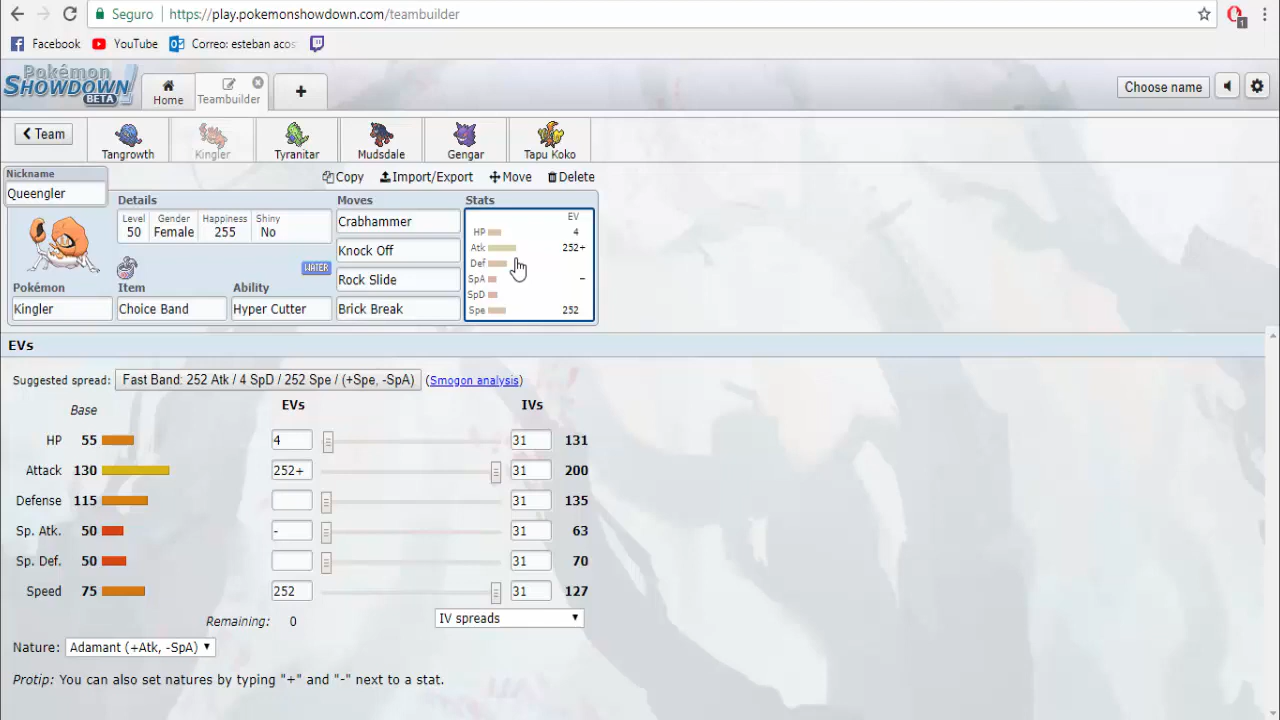 Seguro https://play.pokemonshowdown.com/teambuilder
1
Facebook YouTube Correo: esteban acos
Pokémon SHOWDOWN! BETA Home Teambuilder + Choose name
Team Tangrowth Kingler Tyranitar Mudsdale Gengar Tapu Koko
Nickname Copy Import/Export Move Delete
Queengler Details Moves Stats
Level Gender Happiness Shiny
50 Female 255 No
Crabhammer
Knock Off
Rock Slide
Brick Break
EV
HP 4
Atk 252+
Def
SpA –
SpD
Spe 252
WATER
Pokémon Item Ability
Kingler Choice Band Hyper Cutter
EVs
Suggested spread: Fast Band: 252 Atk / 4 SpD / 252 Spe / (+Spe, -SpA) (Smogon analysis)
Base EVs IVs
HP 55 4 31 131
Attack 130 252+ 31 200
Defense 115 31 135
Sp. Atk. 50 - 31 63
Sp. Def. 50 31 70
Speed 75 252 31 127
Remaining: 0 IV spreads
Nature: Adamant (+Atk, -SpA)
Protip: You can also set natures by typing "+" and "-" next to a stat.